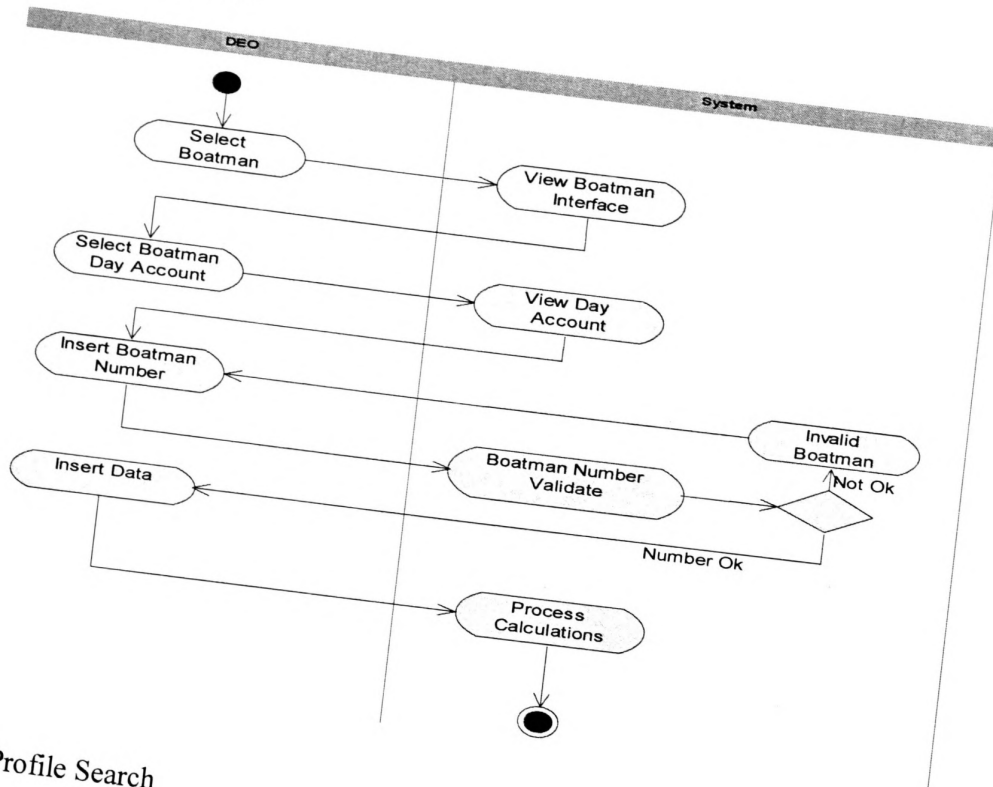 DEO
System
Select
Boatman
View Boatman
Interface
Select Boatman
Day Account
View Day
Account
Insert Boatman
Number
Invalid
Boatman
Not Ok
Insert Data
Boatman Number
Validate
Number Ok
Process
Calculations
Profile Search